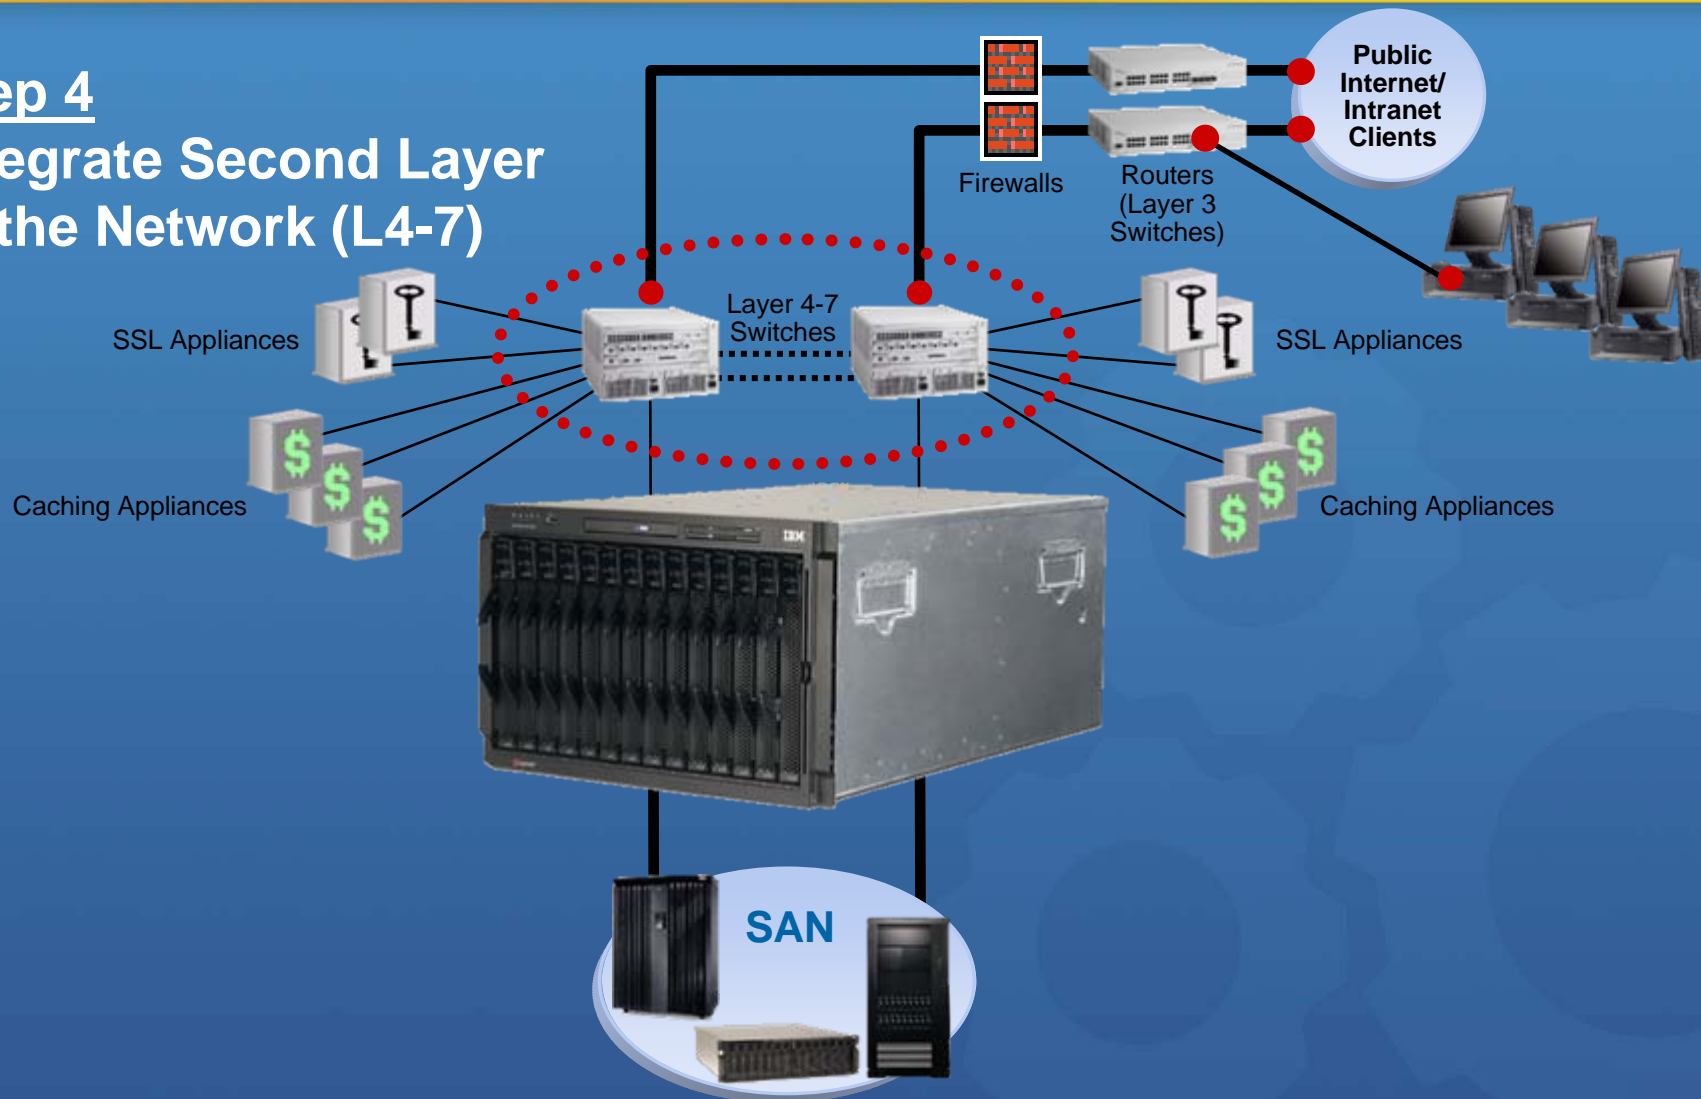 ep 4
egrate Second Layer
the Network (L4-7)
Public
Internet/
Intranet
Clients
Firewalls
Routers
(Layer 3
Switches)
Layer 4-7
Switches
SSL Appliances
SSL Appliances
Caching Appliances
Caching Appliances
IBM
SAN